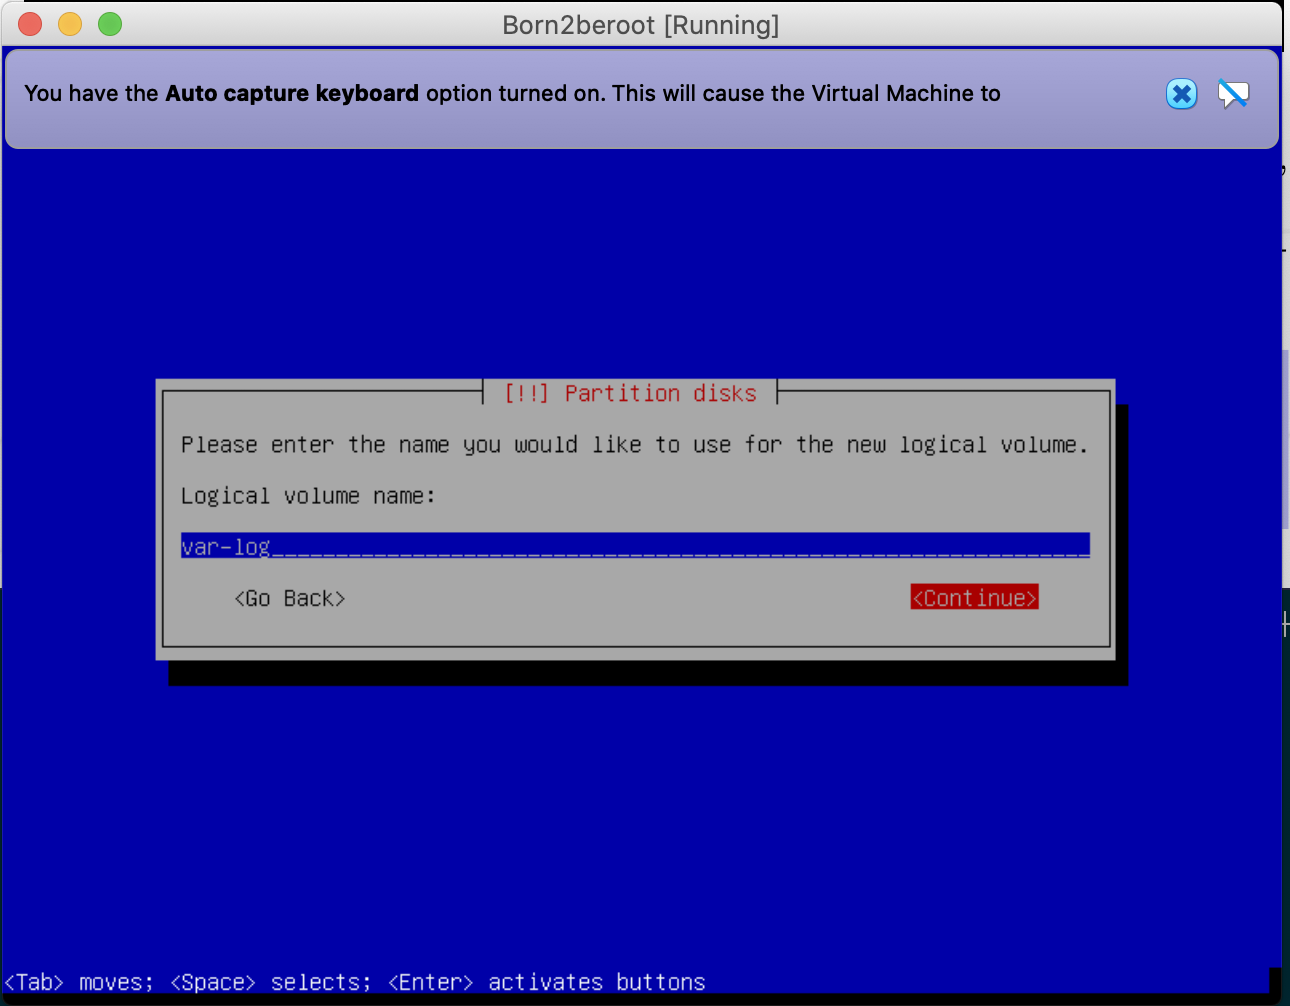 Born2beroot [Running]
You have the Auto capture keyboard option turned on. This will cause the Virtual Machine to
[!!] Partition disks
Please enter the name you would like to use for the new logical volume.
Logical volume name:
var-log
<Go Back> <Continue>
<Tab> moves; <Space> selects; <Enter> activates buttons